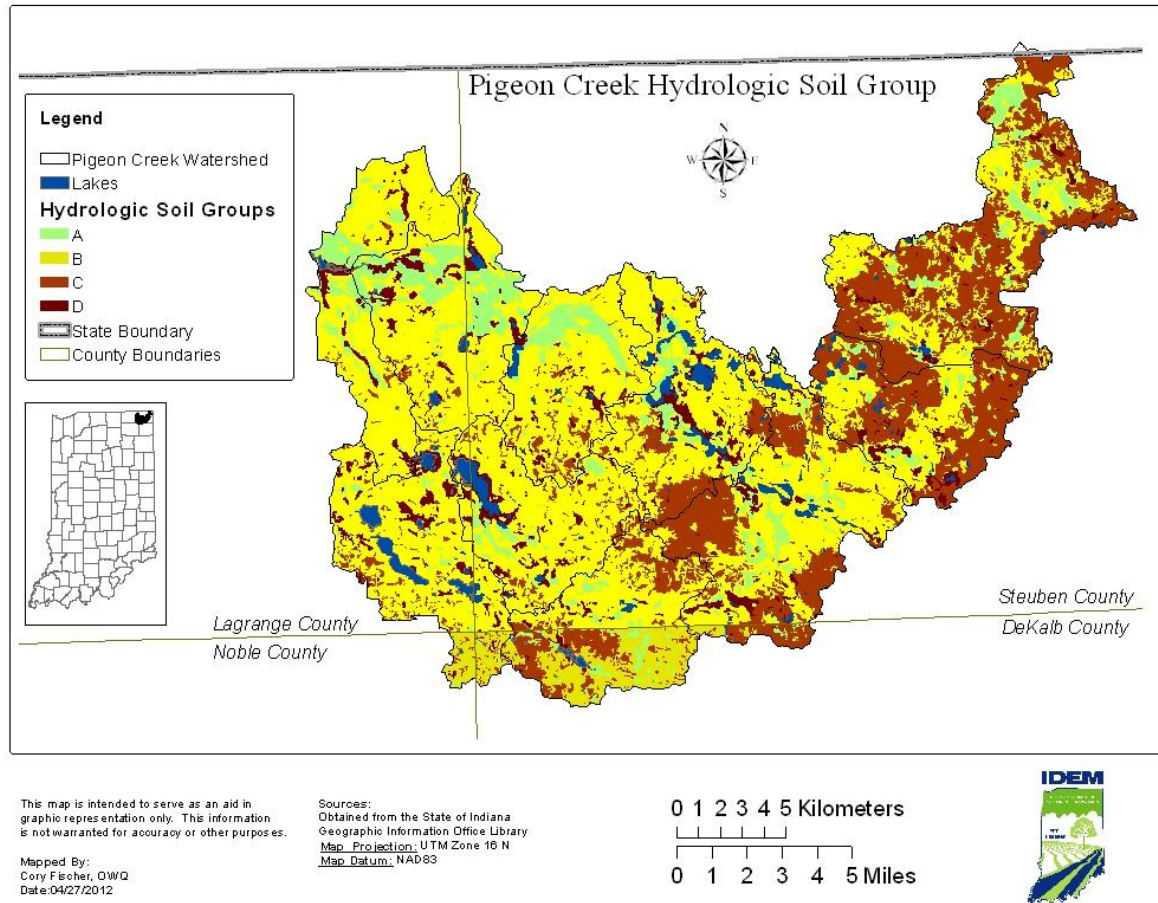 Pigeon Creek Hydrologic Soil Group
Legend
Pigeon Creek Watershed
Lakes
Hydrologic Soil Groups
A
B
C
D
State Boundary
County Boundaries
N
W
E
S
Lagrange County
Noble County
Steuben County
DeKalb County
This map is intended to serve as an aid in
graphic representation only. This information
is not warranted for accuracy or other purposes.
Mapped By:
Cory Fischer, OWQ
Date:04/27/2012
Sources:
Obtained from the State of Indiana
Geographic Information Office Library
Map Projection: UTM Zone 16 N
Map Datum: NAD83
0 1 2 3 4 5 Kilometers
0 1 2 3 4 5 Miles
IDEM